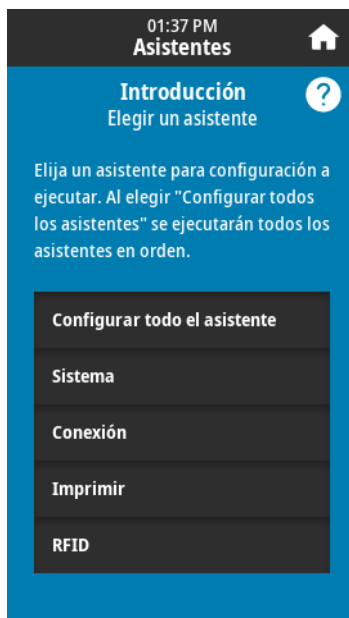 01:37 PM
Asistentes
Introducción
?
Elegir un asistente
Elija un asistente para configuración a
ejecutar. Al elegir "Configurar todos
los asistentes" se ejecutarán todos los
asistentes en orden.
Configurar todo el asistente
Sistema
Conexión
Imprimir
RFID